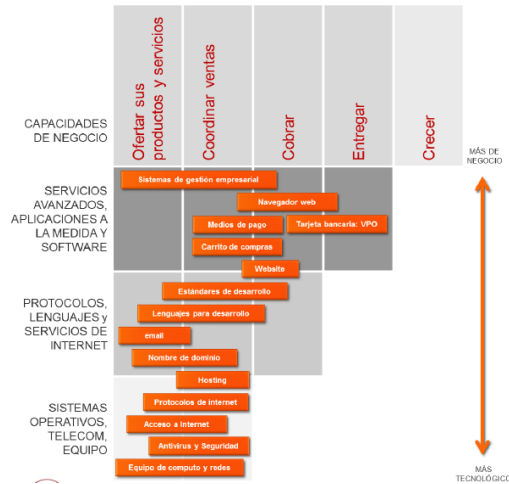 Ofertar sus
productos y servicios
Coordinar ventas
Cobrar
Entregar
Crecer
CAPACIDADES
DE NEGOCIO
MÁS DE
NEGOCIO
SERVICIOS
AVANZADOS,
APLICACIONES A
LA MEDIDA Y
SOFTWARE
Sistemas de gestión empresarial
Navegador web
Medios de pago
Tarjeta bancaria: VPO
Carrito de compras
Website
PROTOCOLOS,
LENGUAJES y
SERVICIOS DE
INTERNET
Estándares de desarrollo
Lenguajes para desarrollo
email
Nombre de dominio
Hosting
SISTEMAS
OPERATIVOS,
TELECOM,
EQUIPO
Protocolos de internet
Acceso a Internet
Antivirus y Seguridad
Equipo de computo y redes
MÁS
TECNOLÓGICO